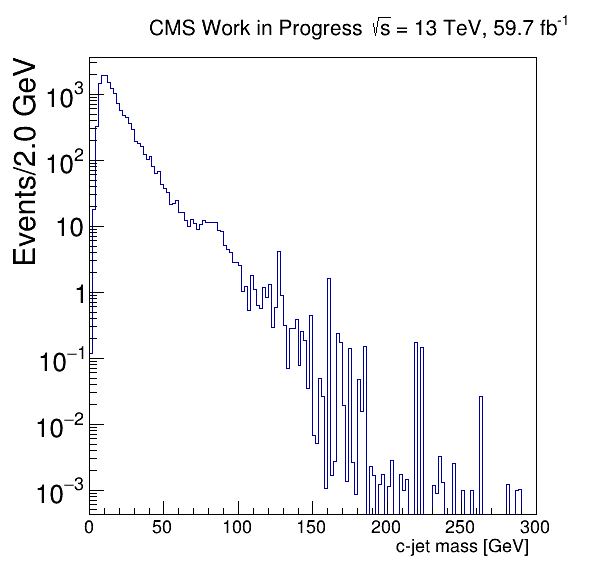 CMS Work in Progress √s = 13 TeV, 59.7 fb⁻¹
Events/2.0 GeV
10³
10²
10
1
10⁻¹
10⁻²
10⁻³
0 50 100 150 200 250 300
c-jet mass [GeV]